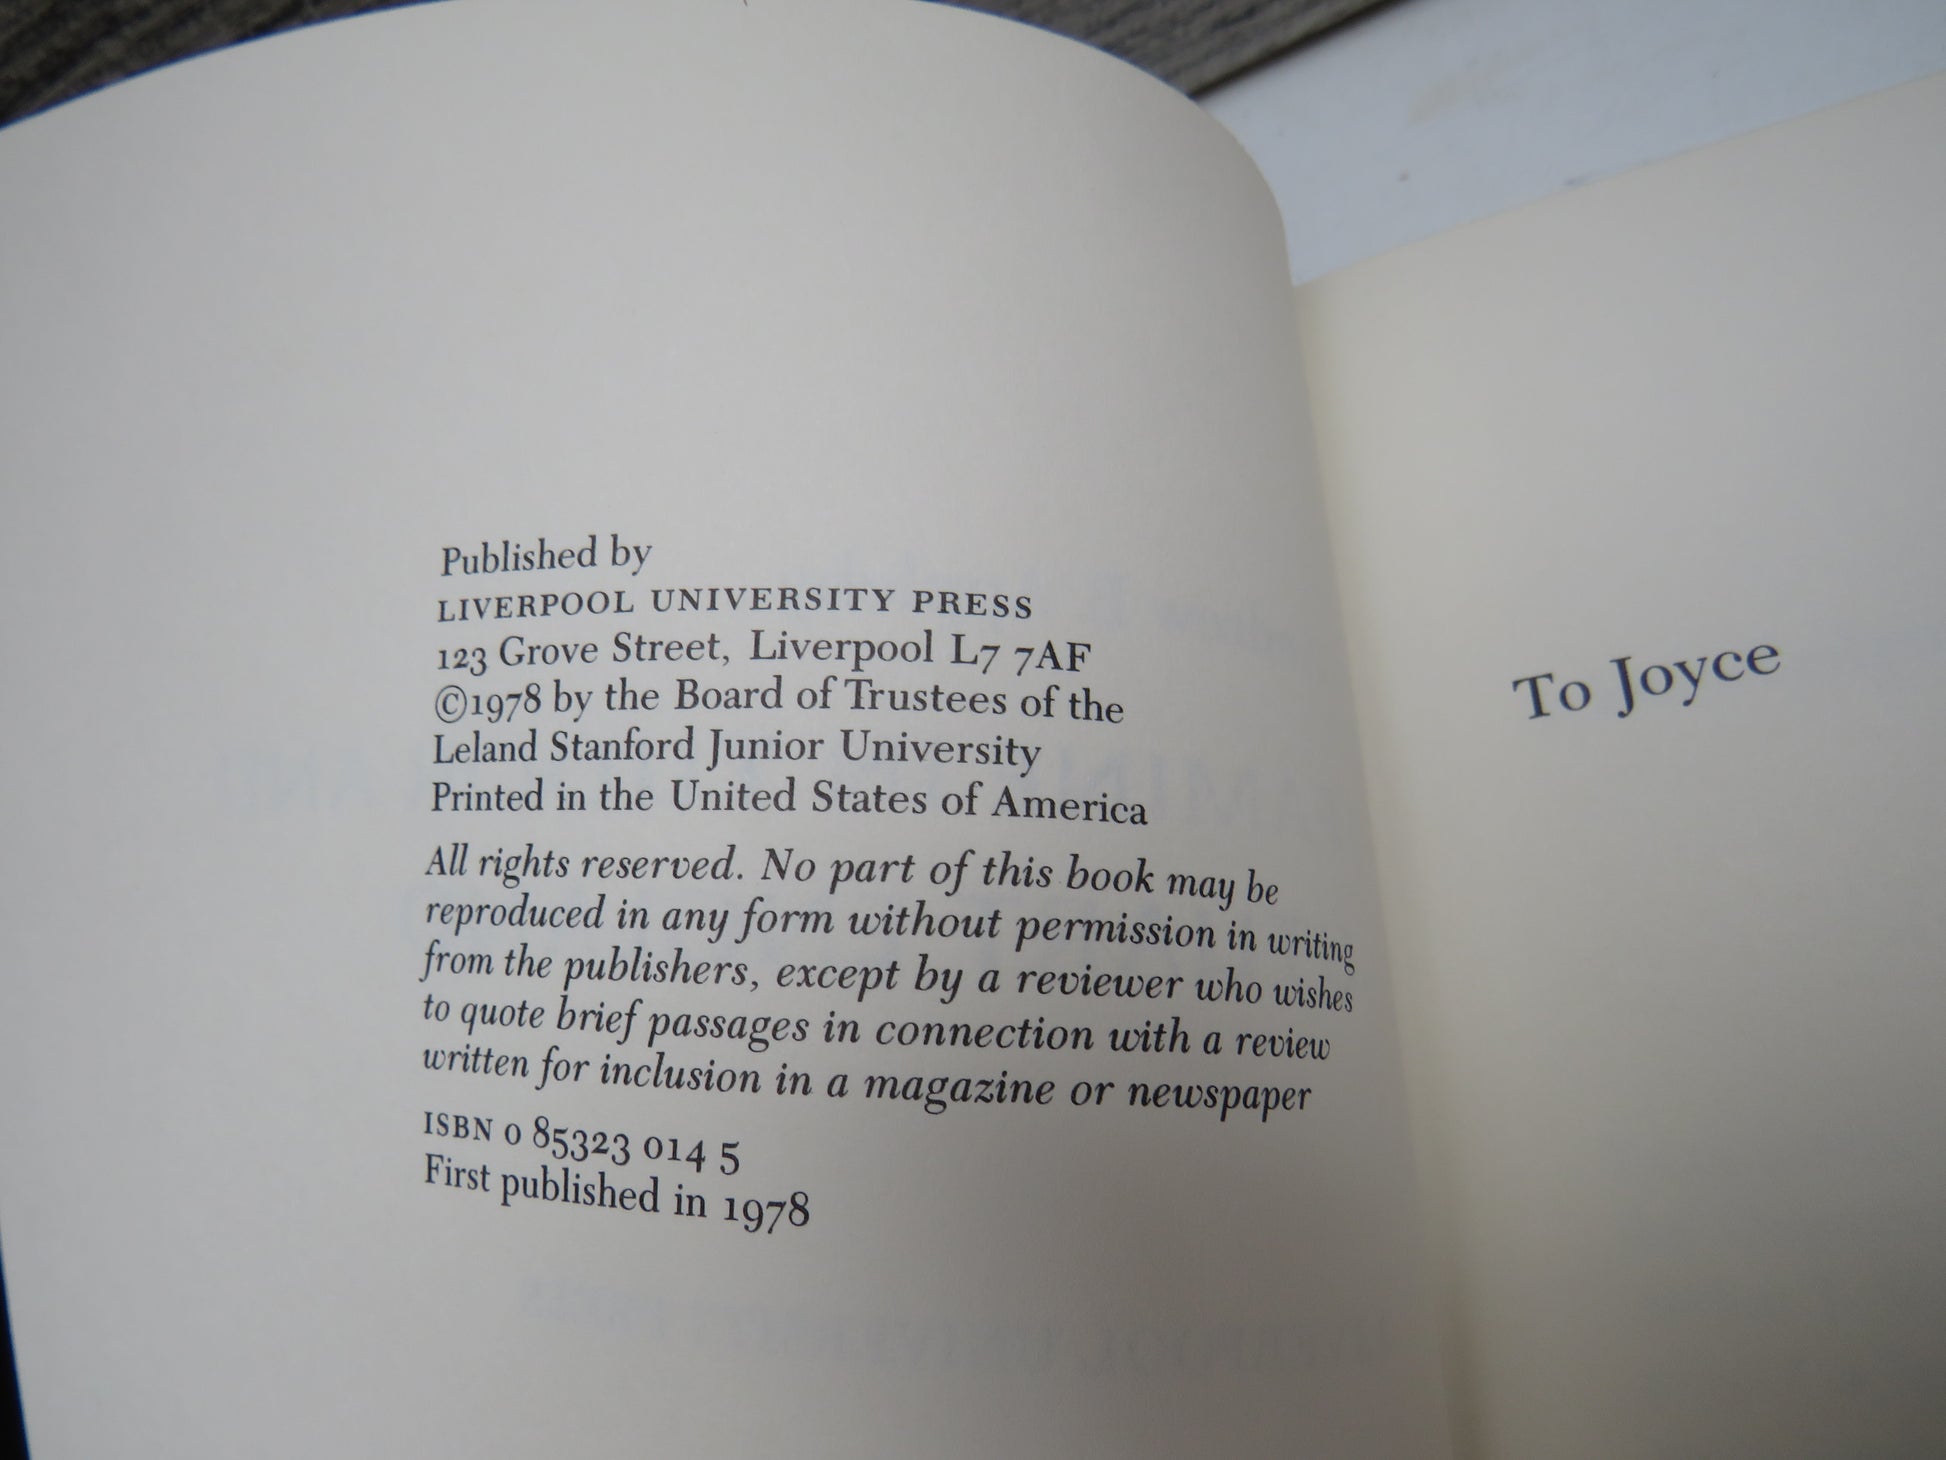 Published by
LIVERPOOL UNIVERSITY PRESS
123 Grove Street, Liverpool L7 7AF
©1978 by the Board of Trustees of the
Leland Stanford Junior University
Printed in the United States of America
All rights reserved. No part of this book may be
reproduced in any form without permission in writing
from the publishers, except by a reviewer who wishes
to quote brief passages in connection with a review
written for inclusion in a magazine or newspaper
ISBN 0 85323 014 5
First published in 1978
To Joyce